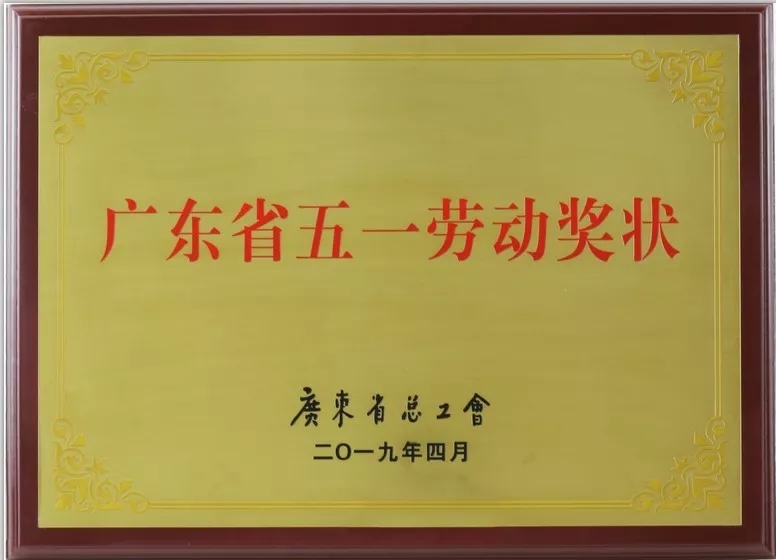 广东省五一劳动奖状
廣東省总工會
二〇一九年四月